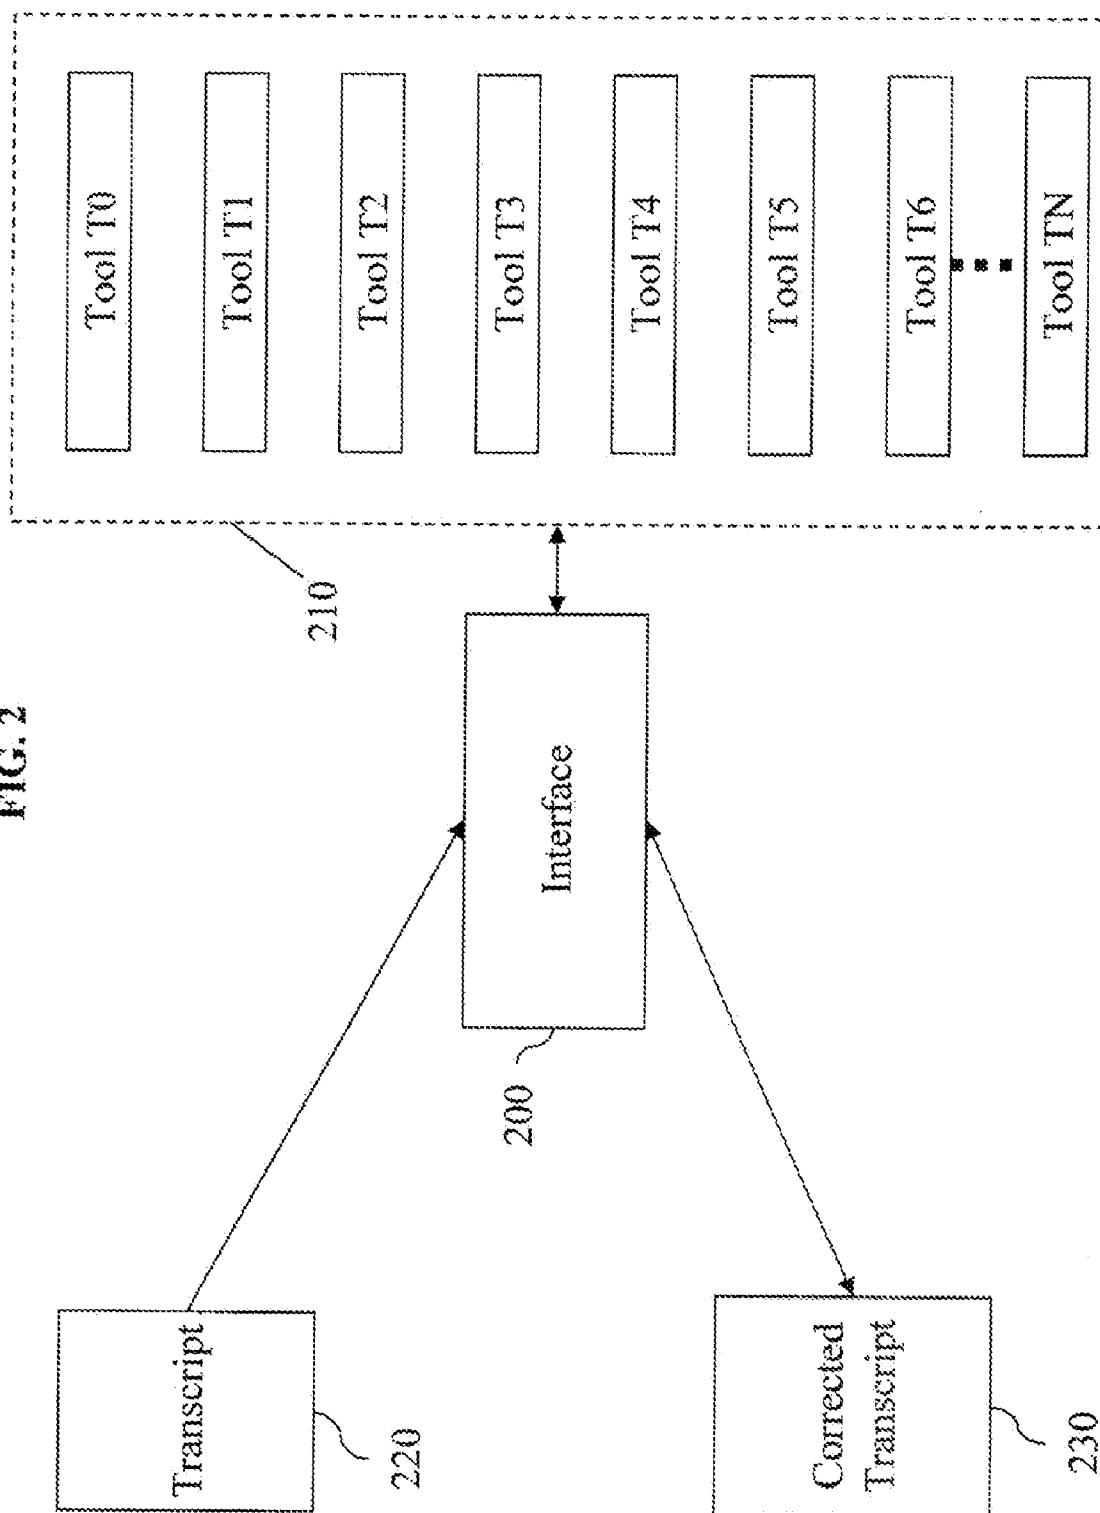 FIG. 2
Transcript
220
Corrected
Transcript
230
Interface
200
210
Tool T0
Tool T1
Tool T2
Tool T3
Tool T4
Tool T5
Tool T6
Tool TN